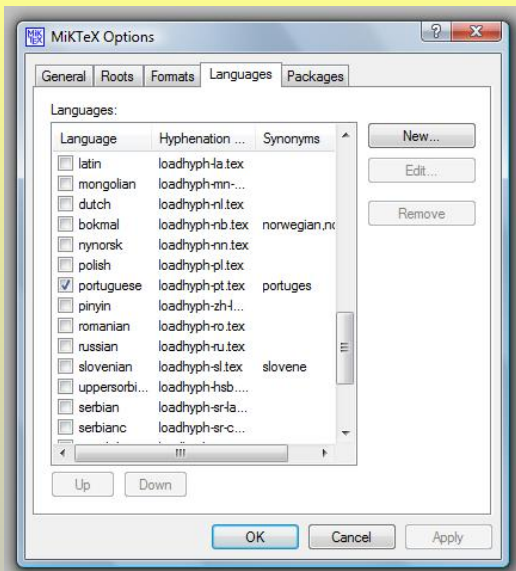 MiKTeX Options
General Roots Formats Languages Packages
Languages:
Language Hyphenation ... Synonyms
latin loadhyph-la.tex
mongolian loadhyph-mn-...
dutch loadhyph-nl.tex
bokmal loadhyph-nb.tex norwegian,no
nynorsk loadhyph-nn.tex
polish loadhyph-pl.tex
portuguese loadhyph-pt.tex portuges
pinyin loadhyph-zh-l...
romanian loadhyph-ro.tex
russian loadhyph-ru.tex
slovenian loadhyph-sl.tex slovene
uppersorbi... loadhyph-hsb....
serbian loadhyph-sr-la...
serbianc loadhyph-sr-c...
New...
Edit...
Remove
Up Down
OK Cancel Apply